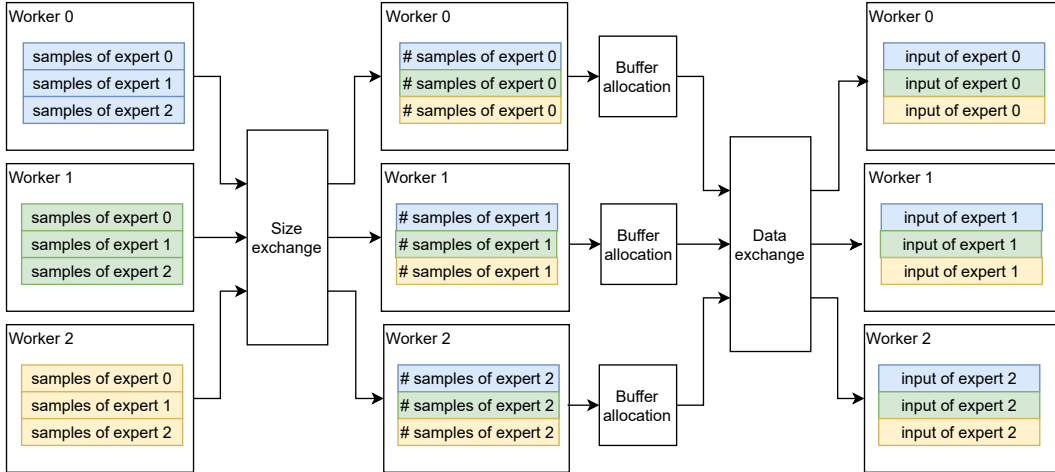 Worker 0
samples of expert 0
samples of expert 1
samples of expert 2
Worker 1
samples of expert 0
samples of expert 1
samples of expert 2
Worker 2
samples of expert 0
samples of expert 1
samples of expert 2
Size
exchange
Worker 0
# samples of expert 0
# samples of expert 0
# samples of expert 0
Worker 1
# samples of expert 1
# samples of expert 1
# samples of expert 1
Worker 2
# samples of expert 2
# samples of expert 2
# samples of expert 2
Buffer
allocation
Buffer
allocation
Buffer
allocation
Data
exchange
Worker 0
input of expert 0
input of expert 0
input of expert 0
Worker 1
input of expert 1
input of expert 1
input of expert 1
Worker 2
input of expert 2
input of expert 2
input of expert 2